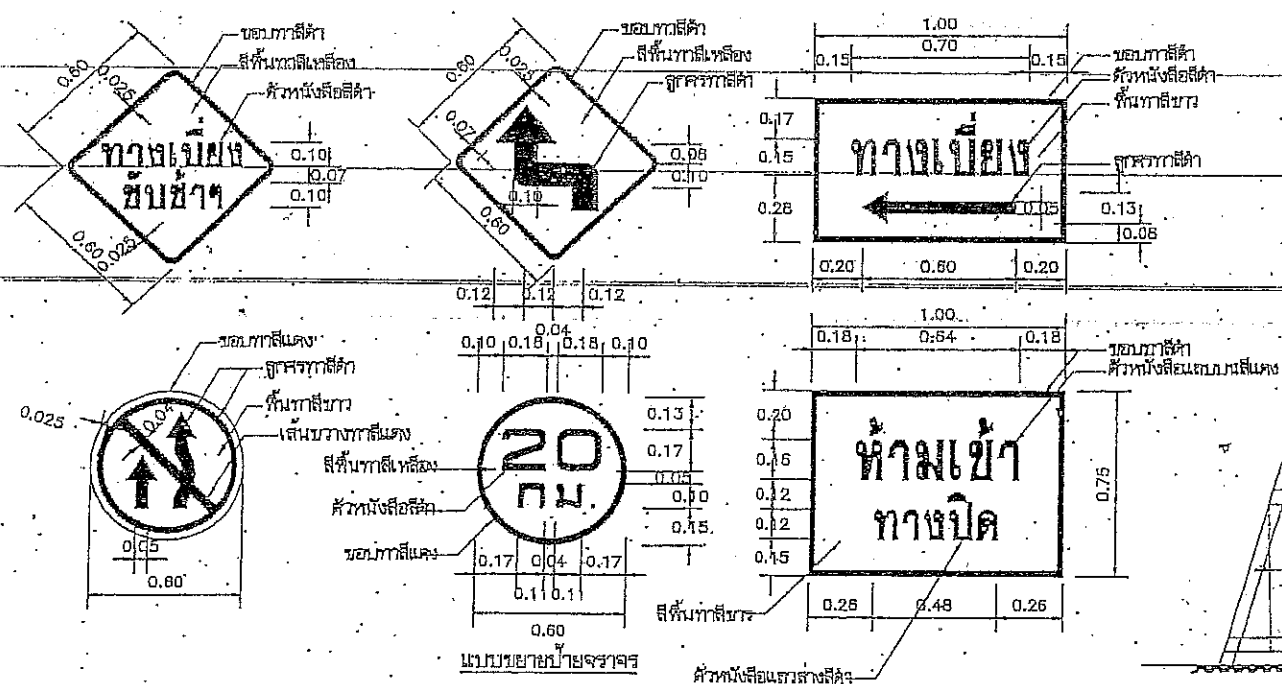 ขอบทาสีดำ
สีพื้นทาสีเหลือง
ตัวหนังสือสีดำ
0.60
0.025
ทางเบี่ยง
ขับช้าๆ
0.10
0.07
0.10
0.60
0.025
ขอบทาสีดำ
สีพื้นทาสีเหลือง
ลูกศรทาสีดำ
0.60
0.025
0.07
0.10
0.08
0.10
0.60
0.12 0.12 0.12
1.00
0.70
0.15 0.15
ขอบทาสีดำ
ตัวหนังสือสีดำ
พื้นทาสีขาว
ลูกศรทาสีดำ
0.17
0.15
0.28
ทางเบี่ยง
0.05
0.13
0.08
0.20 0.60 0.20
ขอบทาสีแดง
ลูกศรทาสีดำ
พื้นทาสีขาว
เส้นขวางทาสีแดง
0.025
0.04
0.05
0.60
0.04
0.10 0.18 0.18 0.10
20
กม.
สีพื้นทาสีเหลือง
ตัวหนังสือสีดำ
ขอบทาสีแดง
0.13
0.17
0.05
0.10
0.15
0.17 0.04 0.17
0.11 0.11
0.60
แบบขยายป้ายจราจร
1.00
0.18 0.64 0.18
ขอบทาสีดำ
ตัวหนังสือแถบบนสีแดง
0.20
0.16
0.12
0.12
0.15
ห้ามเข้า
ทางปิด
0.75
สีพื้นทาสีขาว
0.26 0.48 0.26
ตัวหนังสือแถวล่างสีดำ